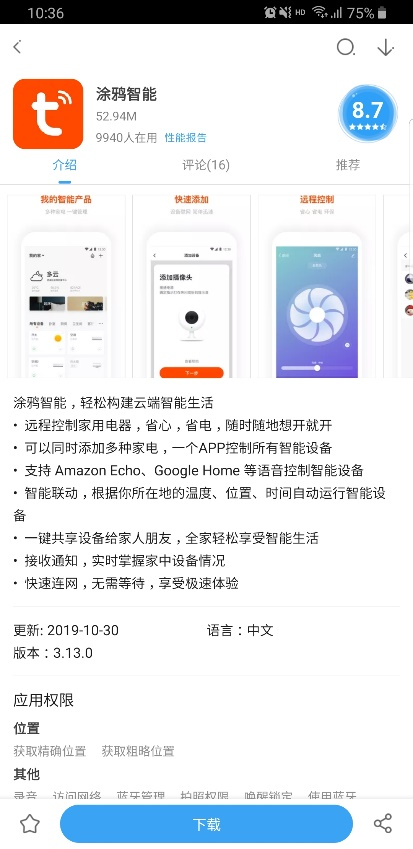 10:36
HD
75%
涂鸦智能
52.94M
9940人在用 性能报告
8.7
介绍 评论(16) 推荐
我的智能产品 快速添加 远程控制
多云
添加设备
添加摄像头
下一步
涂鸦智能，轻松构建云端智能生活
• 远程控制家用电器，省心，省电，随时随地想开就开
• 可以同时添加多种家电，一个APP控制所有智能设备
• 支持 Amazon Echo、Google Home 等语音控制智能设备
• 智能联动，根据你所在地的温度、位置、时间自动运行智能设
备
• 一键共享设备给家人朋友，全家轻松享受智能生活
• 接收通知，实时掌握家中设备情况
• 快速连网，无需等待，享受极速体验
更新: 2019-10-30 语言：中文
版本：3.13.0
应用权限
位置
获取精确位置 获取粗略位置
其他
录音 访问网络 蓝牙管理 拍照权限 唤醒锁定 使用蓝牙
下载